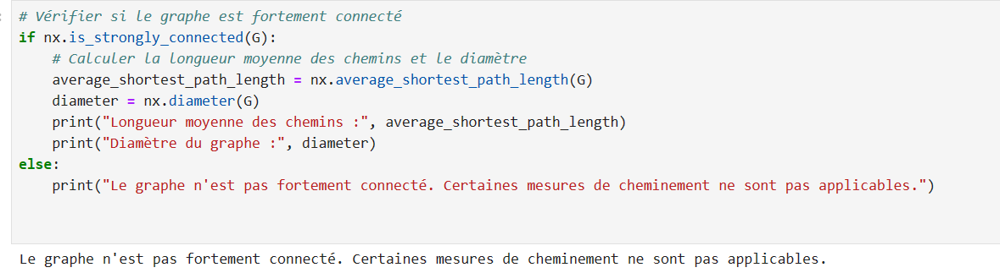 # Vérifier si le graphe est fortement connecté
if nx.is_strongly_connected(G):
    # Calculer la longueur moyenne des chemins et le diamètre
    average_shortest_path_length = nx.average_shortest_path_length(G)
    diameter = nx.diameter(G)
    print("Longueur moyenne des chemins :", average_shortest_path_length)
    print("Diamètre du graphe :", diameter)
else:
    print("Le graphe n'est pas fortement connecté. Certaines mesures de cheminement ne sont pas applicables.")
Le graphe n'est pas fortement connecté. Certaines mesures de cheminement ne sont pas applicables.